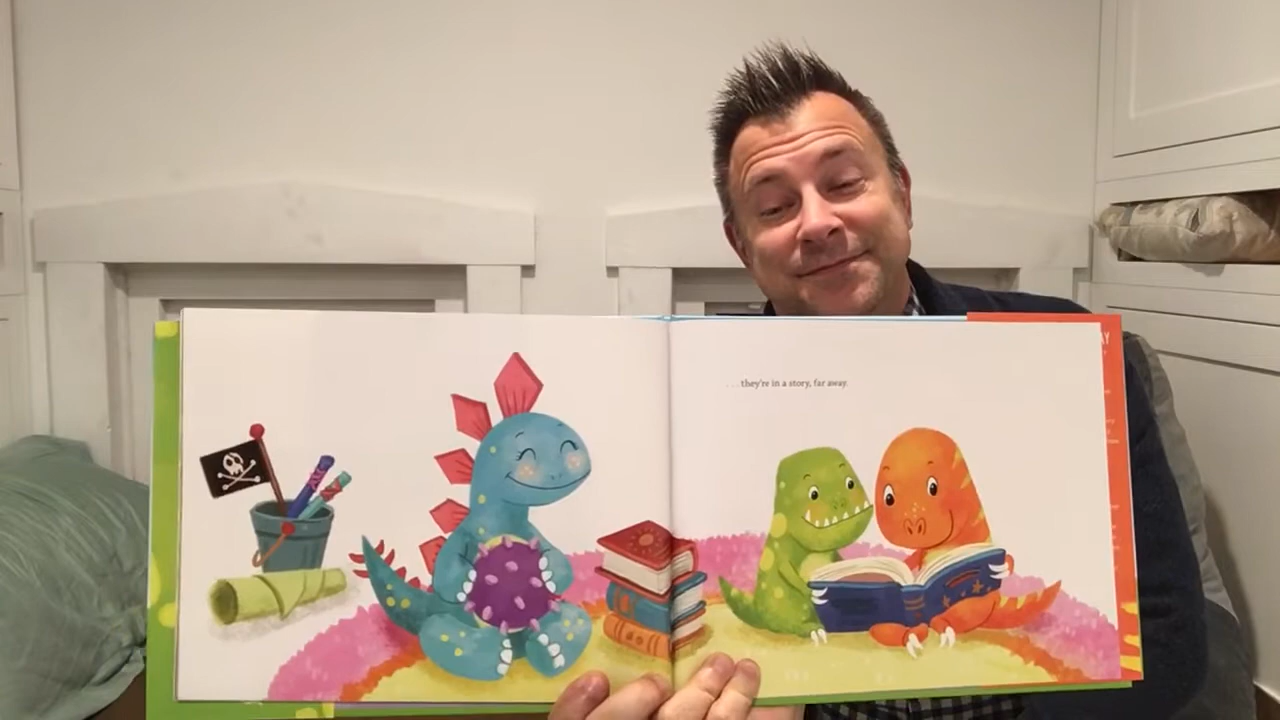 . . . they're in a story, far away.